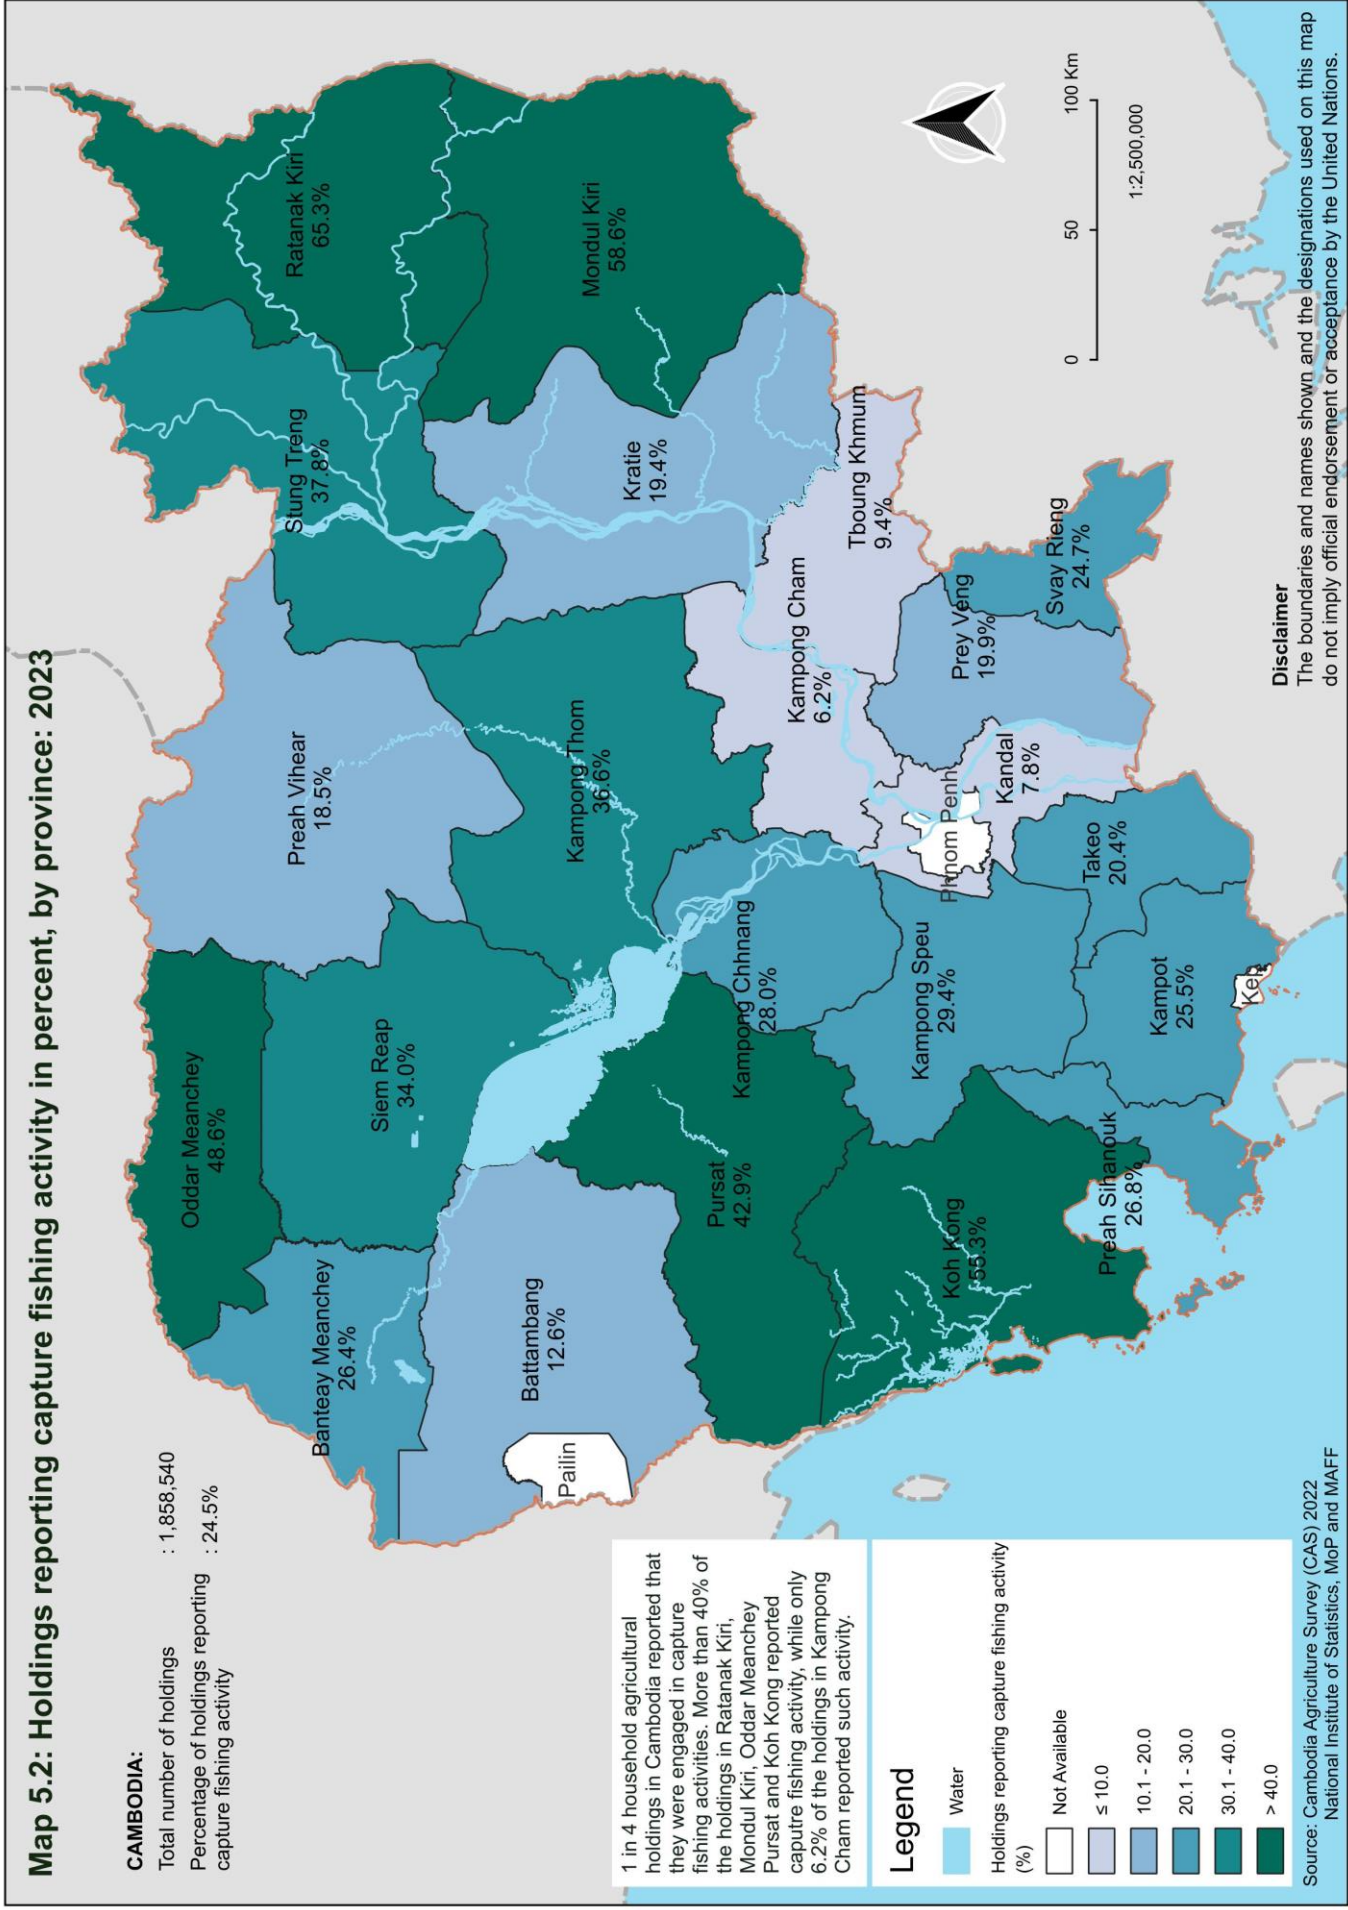 Map 5.2: Holdings reporting capture fishing activity in percent, by province: 2023
CAMBODIA:
Total number of holdings : 1,858,540
Percentage of holdings reporting : 24.5%
capture fishing activity
Oddar Meanchey
48.6%
Banteay Meanchey
26.4%
Siem Reap
34.0%
Preah Vihear
18.5%
Stung Treng
37.8%
Ratanak Kiri
65.3%
Battambang
12.6%
Pailin
Kampong Thom
36.6%
Kratie
19.4%
Mondul Kiri
58.6%
Pursat
42.9%
Kampong Chhnang
28.0%
Kampong Cham
6.2%
Tboung Khmum
9.4%
Koh Kong
55.3%
Kampong Speu
29.4%
Phnom Penh
Kandal
7.8%
Prey Veng
19.9%
Svay Rieng
24.7%
Preah Sihanouk
26.8%
Kampot
25.5%
Kep
Takeo
20.4%
0 50 100 Km
1:2,500,000
1 in 4 household agricultural
holdings in Cambodia reported that
they were engaged in capture
fishing activities. More than 40% of
the holdings in Ratanak Kiri,
Mondul Kiri, Oddar Meanchey
Pursat and Koh Kong reported
caputre fishing activity, while only
6.2% of the holdings in Kampong
Cham reported such activity.
Legend
Water
Holdings reporting capture fishing activity
(%)
Not Available
≤ 10.0
10.1 - 20.0
20.1 - 30.0
30.1 - 40.0
> 40.0
Source: Cambodia Agriculture Survey (CAS) 2022
National Institute of Statistics, MoP and MAFF
Disclaimer
The boundaries and names shown and the designations used on this map
do not imply official endorsement or acceptance by the United Nations.